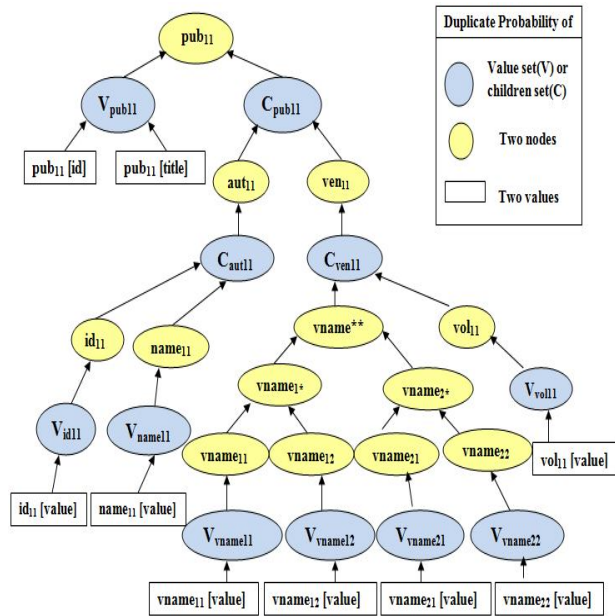 pub11
Vpub11
Cpub11
pub11 [id]
pub11 [title]
aut11
ven11
Caut11
Cven11
id11
name11
vname**
vol11
vname1*
vname2*
Vid11
Vname11
Vvol11
vname11
vname12
vname21
vname22
id11 [value]
name11 [value]
vol11 [value]
Vvname11
Vvname12
Vvname21
Vvname22
vname11 [value]
vname12 [value]
vname21 [value]
vname22 [value]
Duplicate Probability of
Value set(V) or
children set(C)
Two nodes
Two values